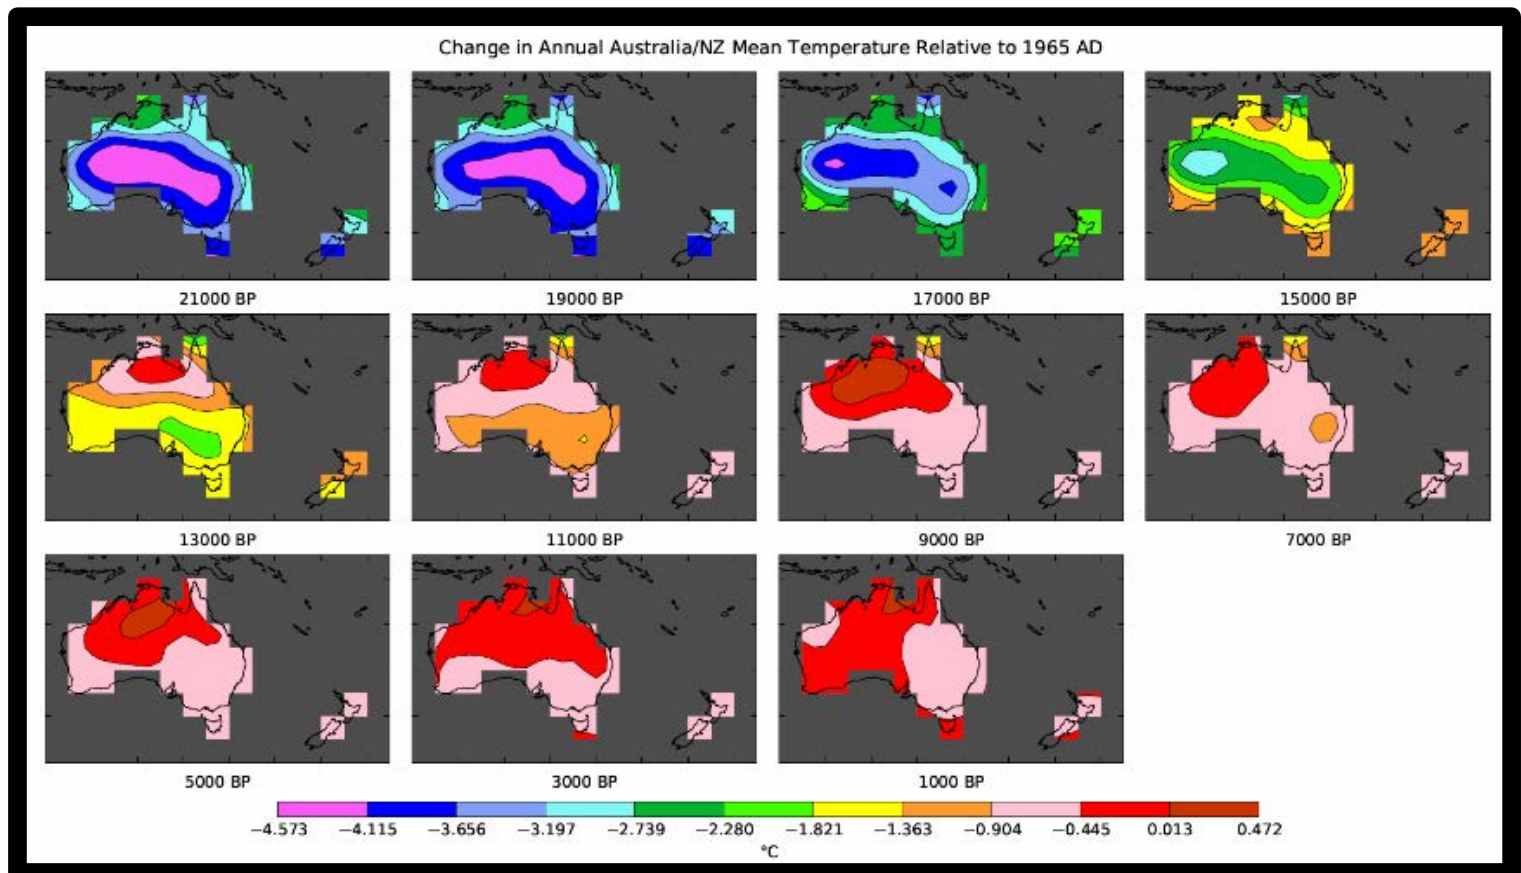 Change in Annual Australia/NZ Mean Temperature Relative to 1965 AD
21000 BP
19000 BP
17000 BP
15000 BP
13000 BP
11000 BP
9000 BP
7000 BP
5000 BP
3000 BP
1000 BP
−4.573 −4.115 −3.656 −3.197 −2.739 −2.280 −1.821 −1.363 −0.904 −0.445 0.013 0.472
°C